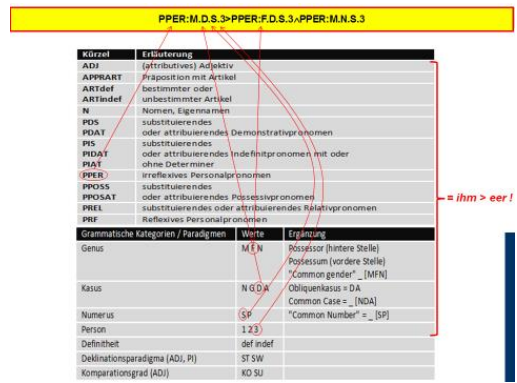 PPER:M.D.S.3>PPER:F.D.S.3∧PPER:M.N.S.3
Kürzel Erläuterung
ADJ (attributives) Adjektiv
APPRART Präposition mit Artikel
ARTdef bestimmter oder
ARTindef unbestimmter Artikel
N Nomen, Eigennamen
PDS substituierendes
PDAT oder attribuierendes Demonstrativpronomen
PIS substituierendes
PIDAT oder attribuierendes Indefinitpronomen mit oder
PIAT ohne Determiner
PPER irreflexives Personalpronomen
PPOSS substituierendes
PPOSAT oder attribuierendes Possessivpronomen
PREL substituierendes oder attribuierendes Relativpronomen
PRF Reflexives Personalpronomen
= ihm > eer !
Grammatische Kategorien / Paradigmen Werte Ergänzung
Genus M F N Possessor (hintere Stelle)
Possessum (vordere Stelle)
"Common gender" _ [MFN]
Kasus N G D A Obliquenkasus = DA
Common Case = _ [NDA]
Numerus S P "Common Number" = _ [SP]
Person 1 2 3
Definitheit def indef
Deklinationsparadigma (ADJ, PI) ST SW
Komparationsgrad (ADJ) KO SU